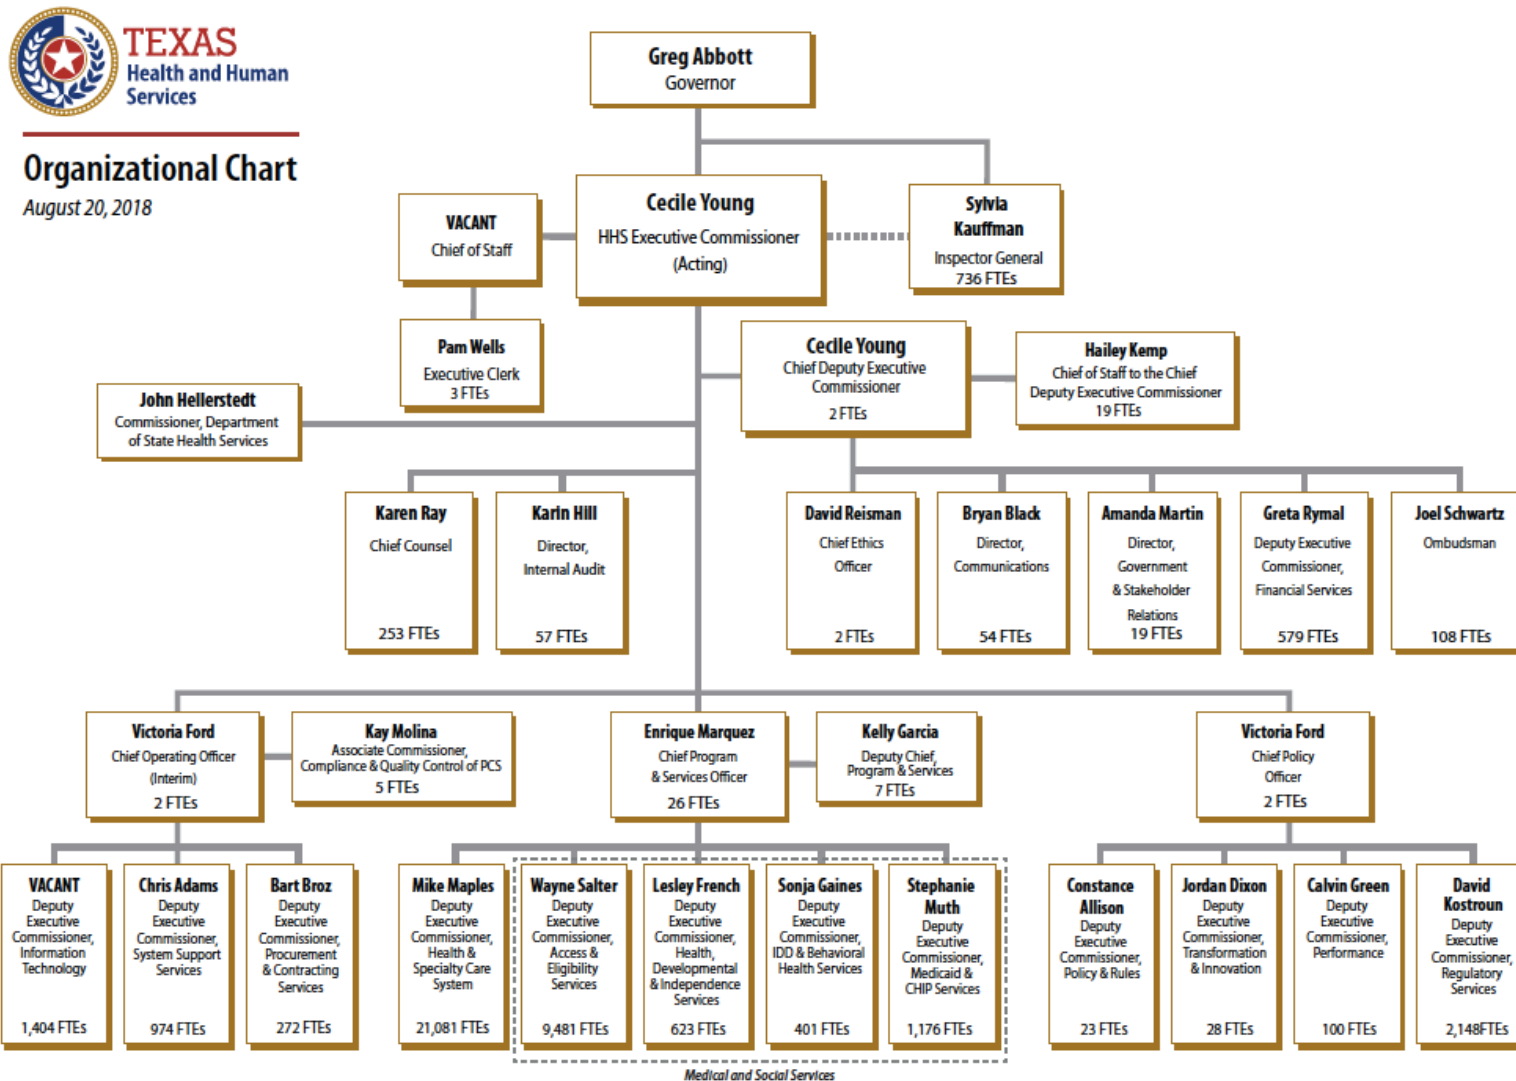 TEXAS
Health and Human
Services
Organizational Chart
August 20, 2018
Greg Abbott
Governor
Cecile Young
HHS Executive Commissioner
(Acting)
Sylvia
Kauffman
Inspector General
736 FTEs
VACANT
Chief of Staff
Pam Wells
Executive Clerk
3 FTEs
Cecile Young
Chief Deputy Executive
Commissioner
2 FTEs
Hailey Kemp
Chief of Staff to the Chief
Deputy Executive Commissioner
19 FTEs
John Hellerstedt
Commissioner, Department
of State Health Services
Karen Ray
Chief Counsel
253 FTEs
Karin Hill
Director,
Internal Audit
57 FTEs
David Reisman
Chief Ethics
Officer
2 FTEs
Bryan Black
Director,
Communications
54 FTEs
Amanda Martin
Director,
Government
& Stakeholder
Relations
19 FTEs
Greta Rymal
Deputy Executive
Commissioner,
Financial Services
579 FTEs
Joel Schwartz
Ombudsman
108 FTEs
Victoria Ford
Chief Operating Officer
(Interim)
2 FTEs
Kay Molina
Associate Commissioner,
Compliance & Quality Control of PCS
5 FTEs
Enrique Marquez
Chief Program
& Services Officer
26 FTEs
Kelly Garcia
Deputy Chief,
Program & Services
7 FTEs
Victoria Ford
Chief Policy
Officer
2 FTEs
VACANT
Deputy
Executive
Commissioner,
Information
Technology
1,404 FTEs
Chris Adams
Deputy
Executive
Commissioner,
System Support
Services
974 FTEs
Bart Broz
Deputy
Executive
Commissioner,
Procurement
& Contracting
Services
272 FTEs
Mike Maples
Deputy
Executive
Commissioner,
Health &
Specialty Care
System
21,081 FTEs
Wayne Salter
Deputy
Executive
Commissioner,
Access &
Eligibility
Services
9,481 FTEs
Lesley French
Deputy
Executive
Commissioner,
Health,
Developmental
& Independence
Services
623 FTEs
Sonja Gaines
Deputy
Executive
Commissioner,
IDD & Behavioral
Health Services
401 FTEs
Stephanie
Muth
Deputy
Executive
Commissioner,
Medicaid &
CHIP Services
1,176 FTEs
Constance
Allison
Deputy
Executive
Commissioner,
Policy & Rules
23 FTEs
Jordan Dixon
Deputy
Executive
Commissioner,
Transformation
& Innovation
28 FTEs
Calvin Green
Deputy
Executive
Commissioner,
Performance
100 FTEs
David
Kostroun
Deputy
Executive
Commissioner,
Regulatory
Services
2,148FTEs
Medical and Social Services